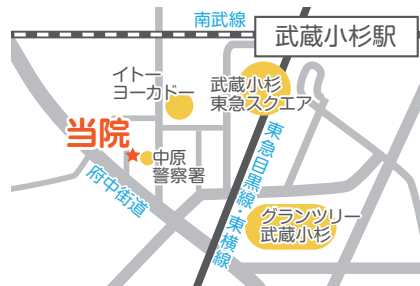 南武線
武蔵小杉駅
イトー
ヨーカドー
武蔵小杉
東急スクエア
当院
中原
警察署
府中街道
東急目黒線・東横線
グランツリー
武蔵小杉